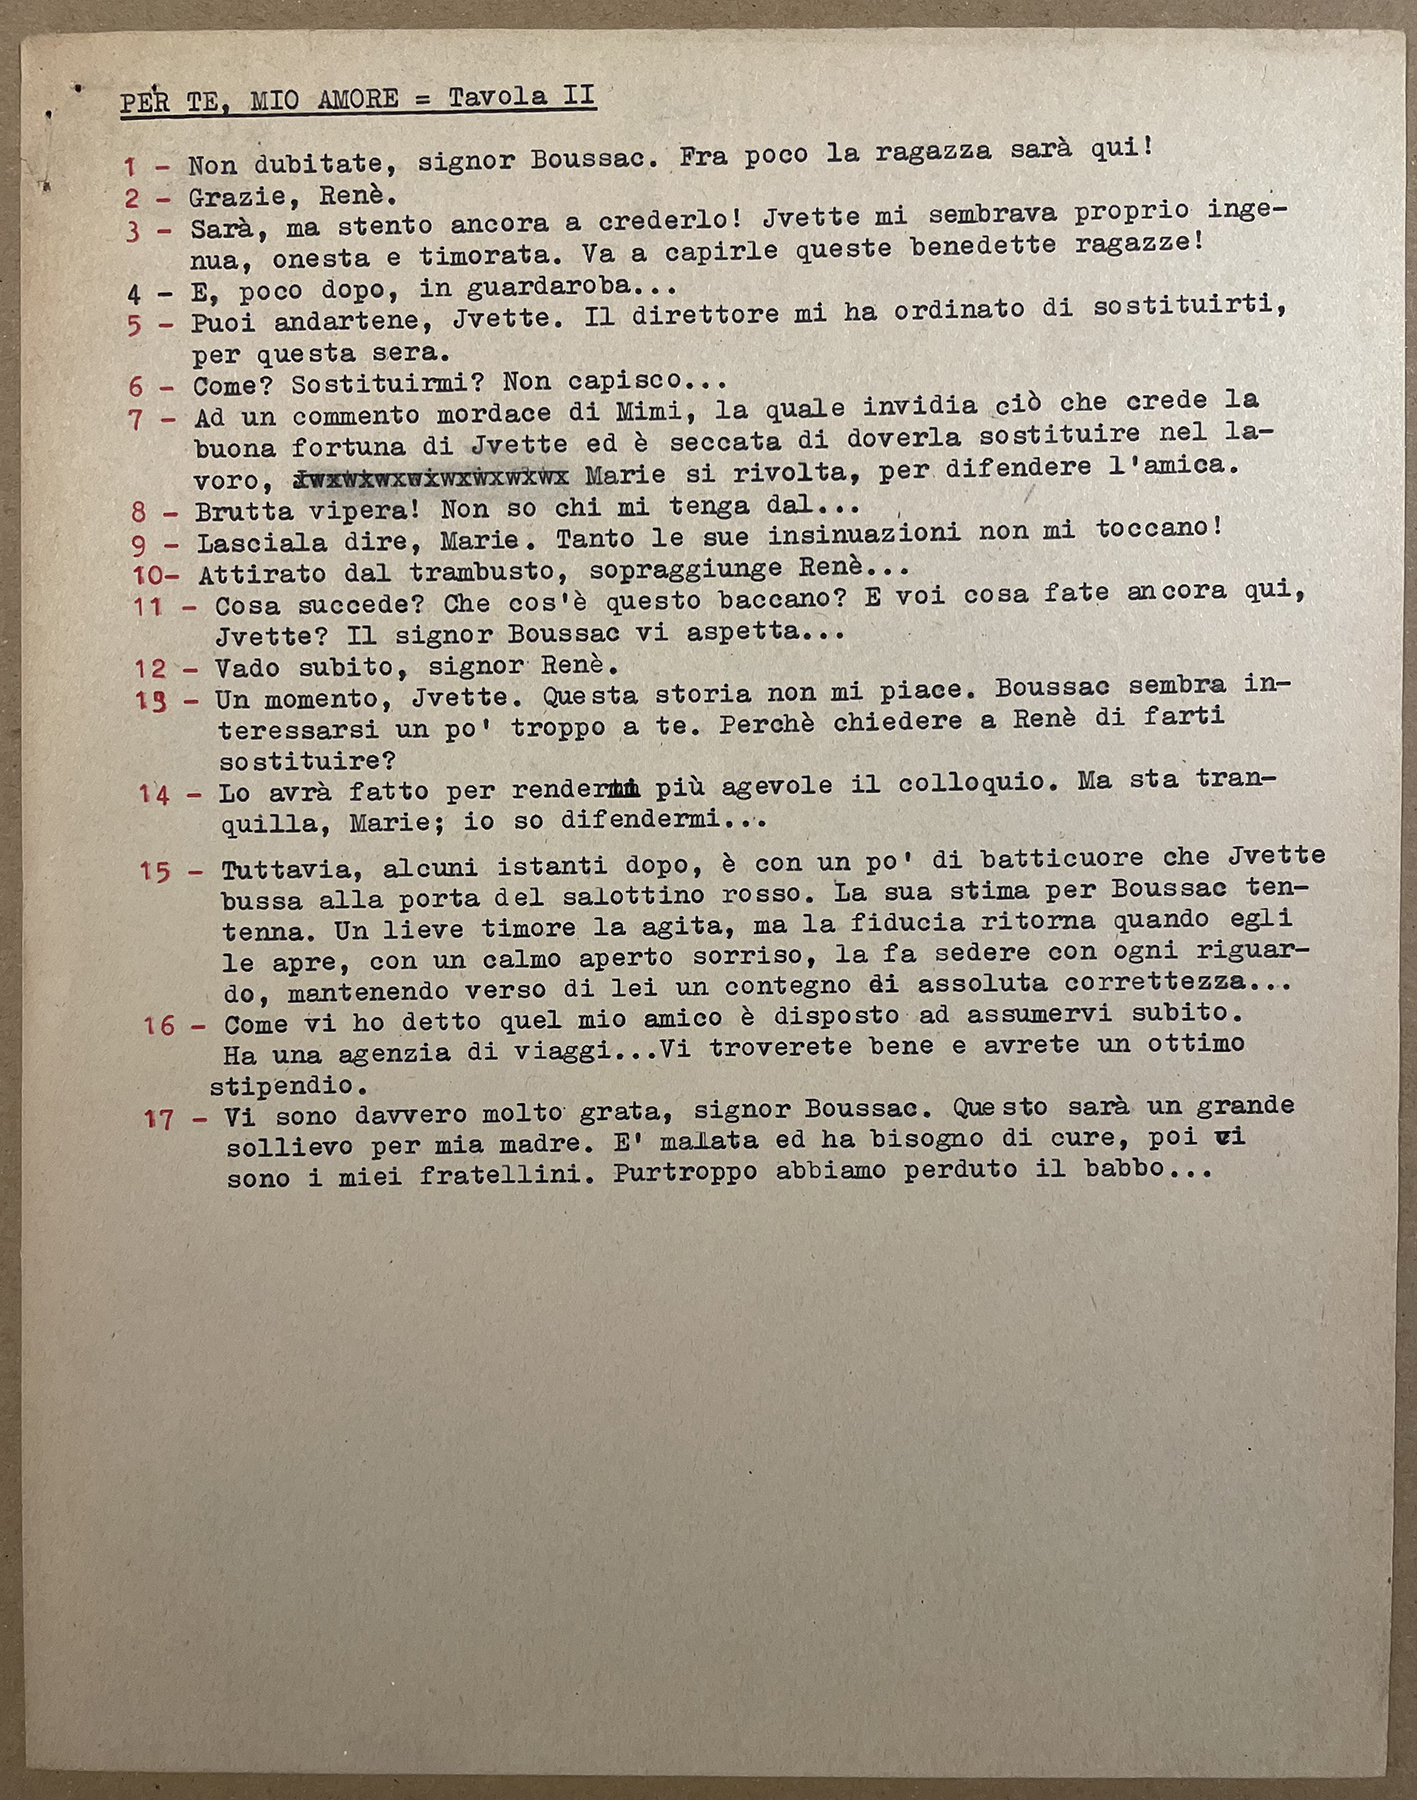 PER TE, MIO AMORE = Tavola II
1 - Non dubitate, signor Boussac. Fra poco la ragazza sarà qui!
2 - Grazie, Renè.
3 - Sarà, ma stento ancora a crederlo! Jvette mi sembrava proprio inge-
nua, onesta e timorata. Va a capirle queste benedette ragazze!
4 - E, poco dopo, in guardaroba...
5 - Puoi andartene, Jvette. Il direttore mi ha ordinato di sostituirti,
per questa sera.
6 - Come? Sostituirmi? Non capisco...
7 - Ad un commento mordace di Mimi, la quale invidia ciò che crede la
buona fortuna di Jvette ed è seccata di doverla sostituire nel la-
voro, Marie si rivolta, per difendere l'amica.
8 - Brutta vipera! Non so chi mi tenga dal...
9 - Lasciala dire, Marie. Tanto le sue insinuazioni non mi toccano!
10- Attirato dal trambusto, sopraggiunge Renè...
11 - Cosa succede? Che cos'è questo baccano? E voi cosa fate ancora qui,
Jvette? Il signor Boussac vi aspetta...
12 - Vado subito, signor Renè.
13 - Un momento, Jvette. Questa storia non mi piace. Boussac sembra in-
teressarsi un po' troppo a te. Perchè chiedere a Renè di farti
sostituire?
14 - Lo avrà fatto per render più agevole il colloquio. Ma sta tran-
quilla, Marie; io so difendermi...
15 - Tuttavia, alcuni istanti dopo, è con un po' di batticuore che Jvette
bussa alla porta del salottino rosso. La sua stima per Boussac ten-
tenna. Un lieve timore la agita, ma la fiducia ritorna quando egli
le apre, con un calmo aperto sorriso, la fa sedere con ogni riguar-
do, mantenendo verso di lei un contegno di assoluta correttezza...
16 - Come vi ho detto quel mio amico è disposto ad assumervi subito.
Ha una agenzia di viaggi...Vi troverete bene e avrete un ottimo
stipendio.
17 - Vi sono davvero molto grata, signor Boussac. Questo sarà un grande
sollievo per mia madre. E' malata ed ha bisogno di cure, poi vi
sono i miei fratellini. Purtroppo abbiamo perduto il babbo...